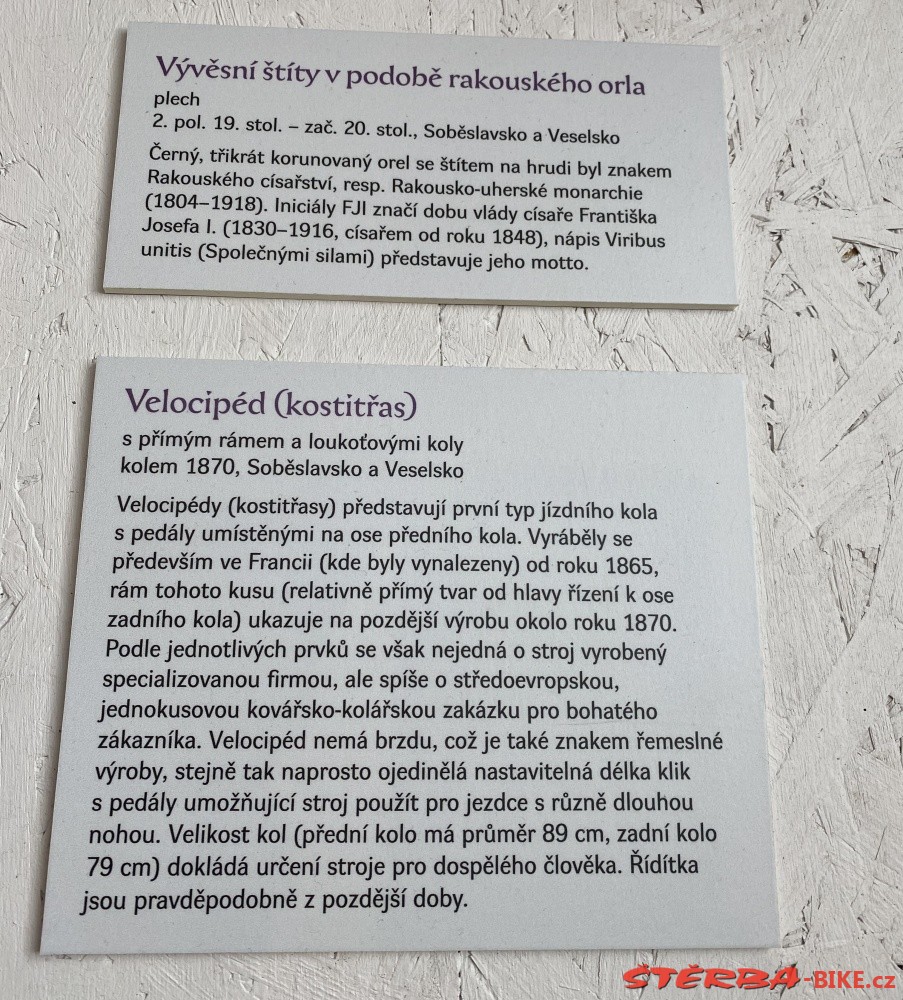 Vývěsní štíty v podobě rakouského orla
plech
2. pol. 19. stol. – zač. 20. stol., Soběslavsko a Veselsko
Černý, třikrát korunovaný orel se štítem na hrudi byl znakem
Rakouského císařství, resp. Rakousko-uherské monarchie
(1804–1918). Iniciály FJI značí dobu vlády císaře Františka
Josefa I. (1830–1916, císařem od roku 1848), nápis Viribus
unitis (Společnými silami) představuje jeho motto.
Velocipéd (kostitřas)
s přímým rámem a loukoťovými koly
kolem 1870, Soběslavsko a Veselsko
Velocipédy (kostitřasy) představují první typ jízdního kola
s pedály umístěnými na ose předního kola. Vyráběly se
především ve Francii (kde byly vynalezeny) od roku 1865,
rám tohoto kusu (relativně přímý tvar od hlavy řízení k ose
zadního kola) ukazuje na pozdější výrobu okolo roku 1870.
Podle jednotlivých prvků se však nejedná o stroj vyrobený
specializovanou firmou, ale spíše o středoevropskou,
jednokusovou kovářsko-kolářskou zakázku pro bohatého
zákazníka. Velocipéd nemá brzdu, což je také znakem řemeslné
výroby, stejně tak naprosto ojedinělá nastavitelná délka klik
s pedály umožňující stroj použít pro jezdce s různě dlouhou
nohou. Velikost kol (přední kolo má průměr 89 cm, zadní kolo
79 cm) dokládá určení stroje pro dospělého člověka. Řídítka
jsou pravděpodobně z pozdější doby.
ŠTĚRBA-BIKE.cz